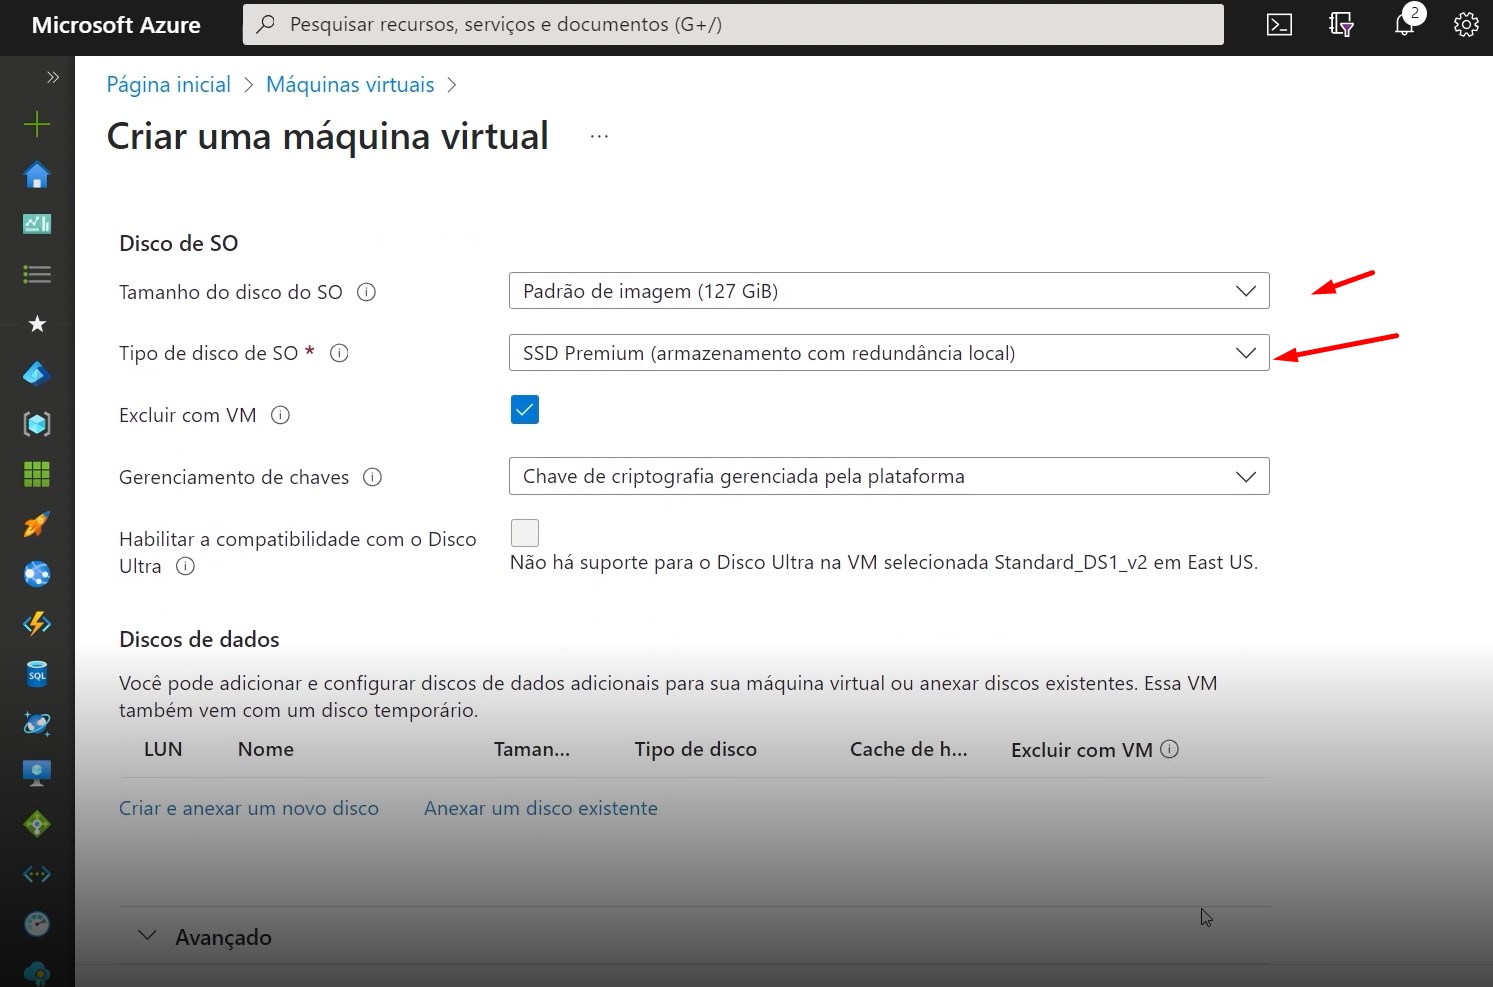 Microsoft Azure
Pesquisar recursos, serviços e documentos (G+/)
2
Página inicial > Máquinas virtuais >
Criar uma máquina virtual ...
Disco de SO
Tamanho do disco do SO
Padrão de imagem (127 GiB)
Tipo de disco de SO *
SSD Premium (armazenamento com redundância local)
Excluir com VM
Gerenciamento de chaves
Chave de criptografia gerenciada pela plataforma
Habilitar a compatibilidade com o Disco
Ultra
Não há suporte para o Disco Ultra na VM selecionada Standard_DS1_v2 em East US.
Discos de dados
Você pode adicionar e configurar discos de dados adicionais para sua máquina virtual ou anexar discos existentes. Essa VM
também vem com um disco temporário.
LUN Nome Taman... Tipo de disco Cache de h... Excluir com VM
Criar e anexar um novo disco Anexar um disco existente
Avançado
SQL